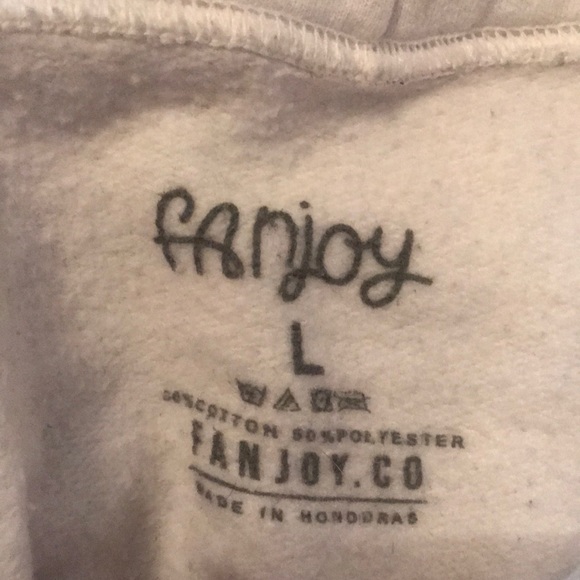 fanjoy
L
50%COTTON 50%POLYESTER
FANJOY.CO
MADE IN HONDURAS